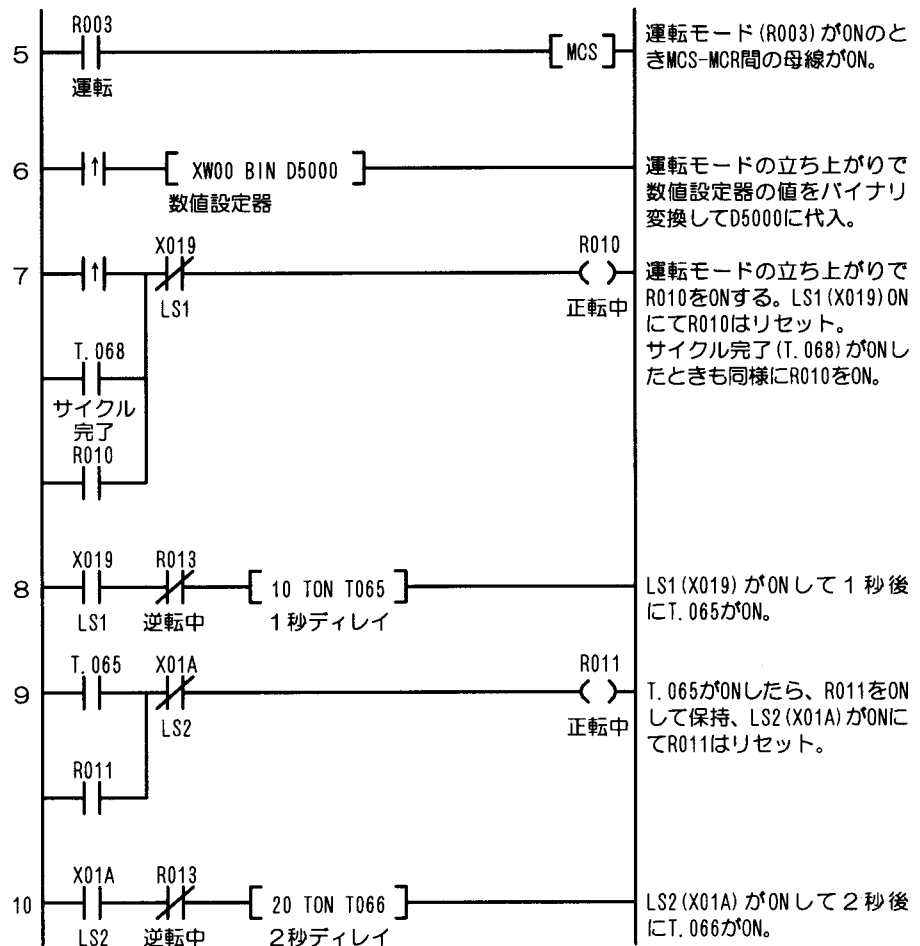 R003
5
MCS
運転
運転モード(R003)がONのと
きMCS-MCR間の母線がON。
6
↑
XW00 BIN D5000
数値設定器
運転モードの立ち上がりで
数値設定器の値をバイナリ
変換してD5000に代入。
X019
R010
7
↑
LS1
正転中
T.068
サイクル
完了
R010
運転モードの立ち上がりで
R010をONする。LS1(X019)ON
にてR010はリセット。
サイクル完了(T.068)がONし
たときも同様にR010をON。
X019
R013
8
10 TON T065
LS1
逆転中
1秒ディレイ
LS1(X019)がONして1秒後
にT.065がON。
T.065
X01A
R011
9
LS2
正転中
R011
T.065がONしたら、R011をON
して保持、LS2(X01A)がONに
てR011はリセット。
X01A
R013
10
20 TON T066
LS2
逆転中
2秒ディレイ
LS2(X01A)がONして2秒後
にT.066がON。